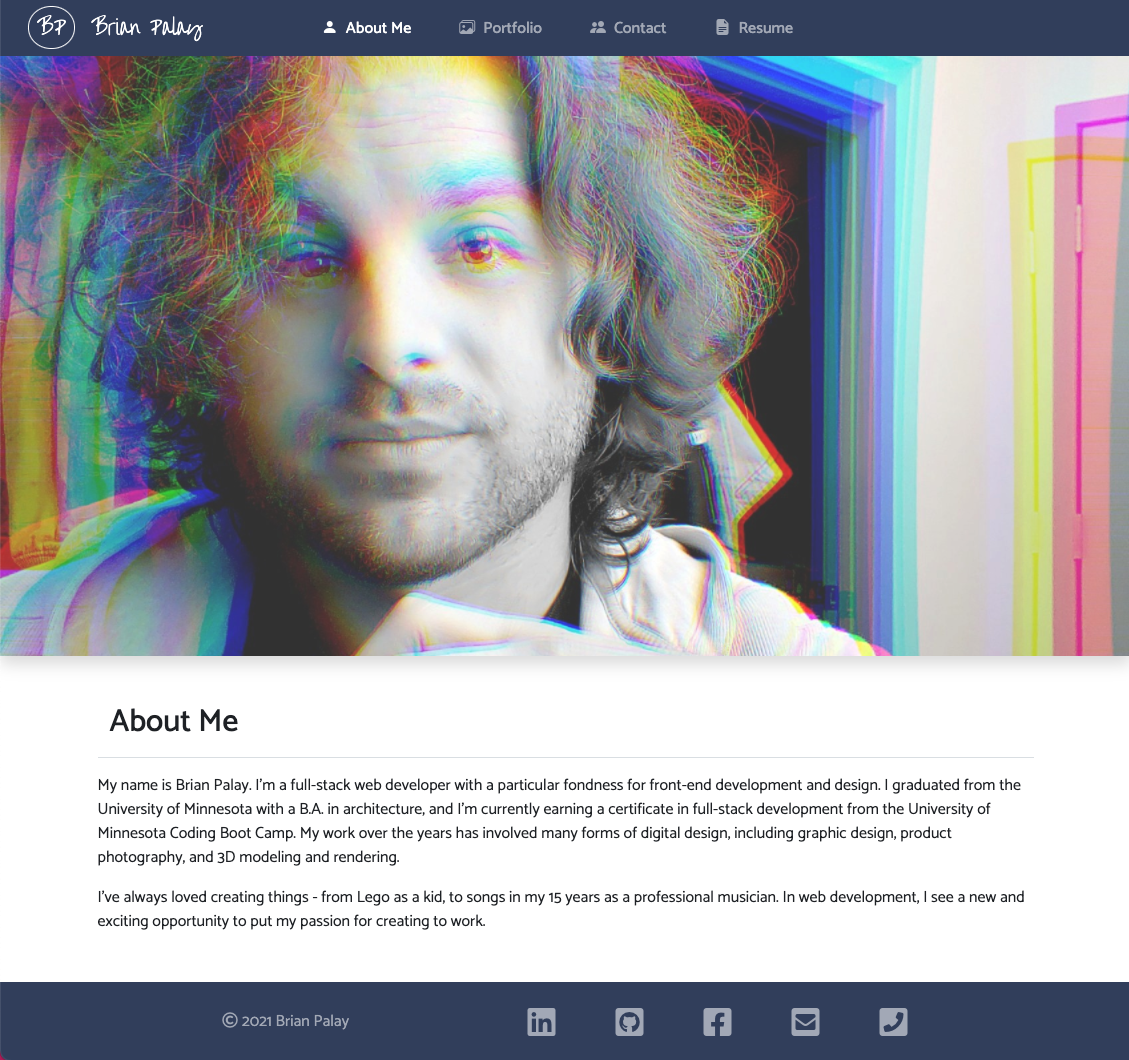 BP Brian Palay About Me Portfolio Contact Resume
About Me
My name is Brian Palay. I'm a full-stack web developer with a particular fondness for front-end development and design. I graduated from the
University of Minnesota with a B.A. in architecture, and I'm currently earning a certificate in full-stack development from the University of
Minnesota Coding Boot Camp. My work over the years has involved many forms of digital design, including graphic design, product
photography, and 3D modeling and rendering.
I've always loved creating things - from Lego as a kid, to songs in my 15 years as a professional musician. In web development, I see a new and
exciting opportunity to put my passion for creating to work.
© 2021 Brian Palay